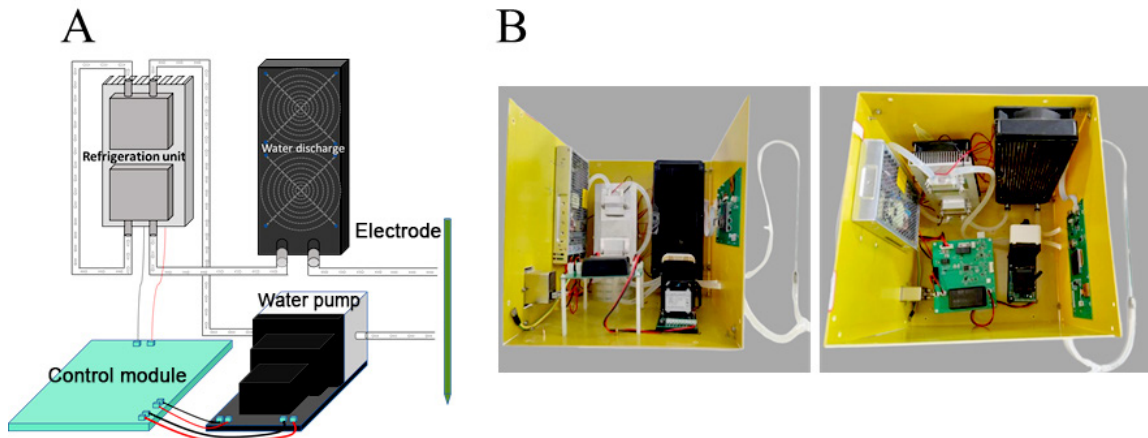 A
B
Refrigeration unit
Water discharge
Electrode
Water pump
Control module